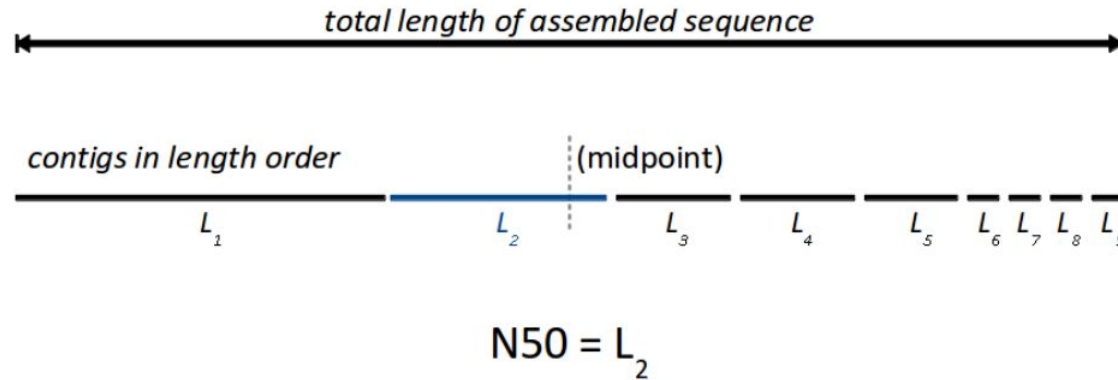 total length of assembled sequence
contigs in length order
(midpoint)
L₁ L₂ L₃ L₄ L₅ L₆ L₇ L₈ L
N50 = L₂